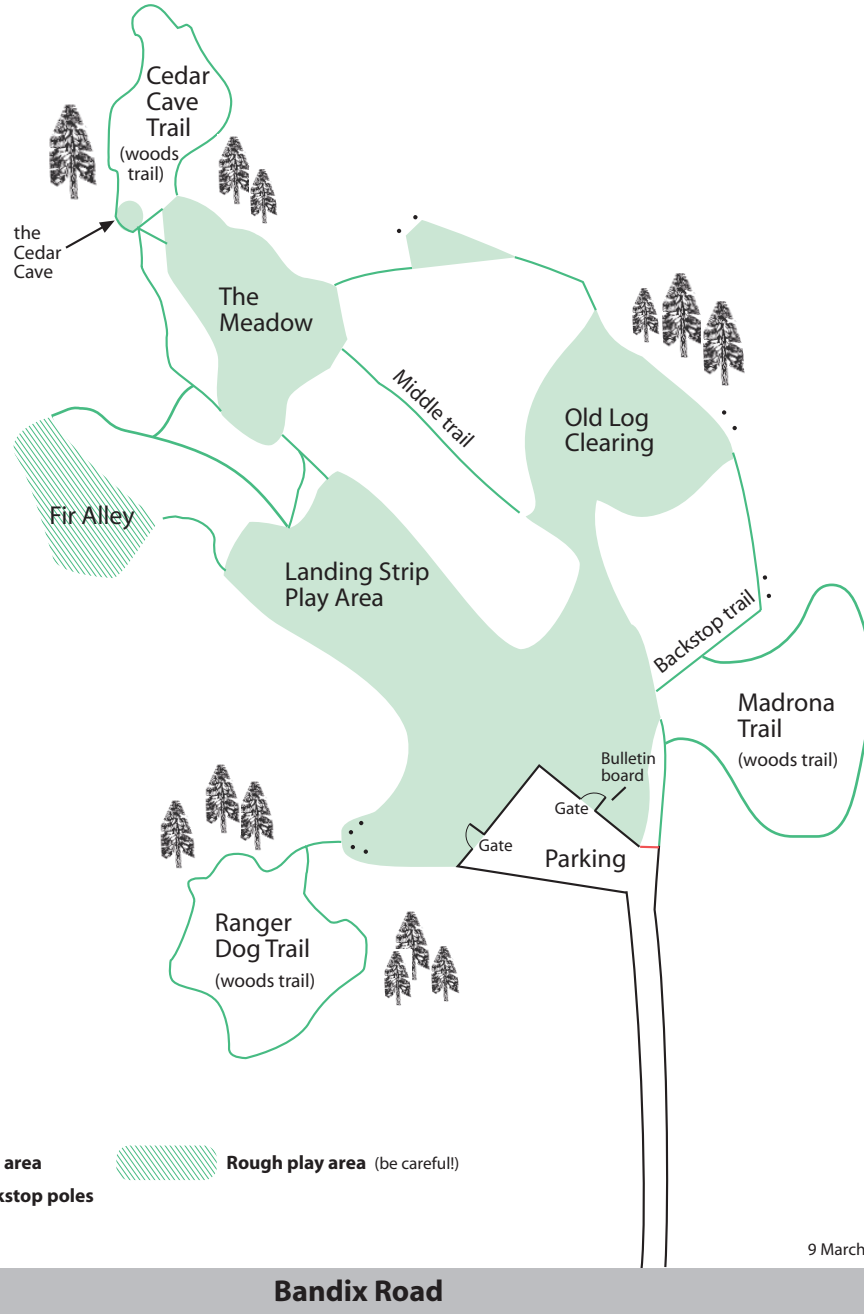 Cedar
Cave
Trail
(woods
trail)
the
Cedar
Cave
The
Meadow
Middle trail
Old Log
Clearing
Fir Alley
Landing Strip
Play Area
Backstop trail
Madrona
Trail
(woods trail)
Bulletin
board
Gate
Gate
Parking
Ranger
Dog Trail
(woods trail)
area
Rough play area (be careful!)
kstop poles
9 March
Bandix Road